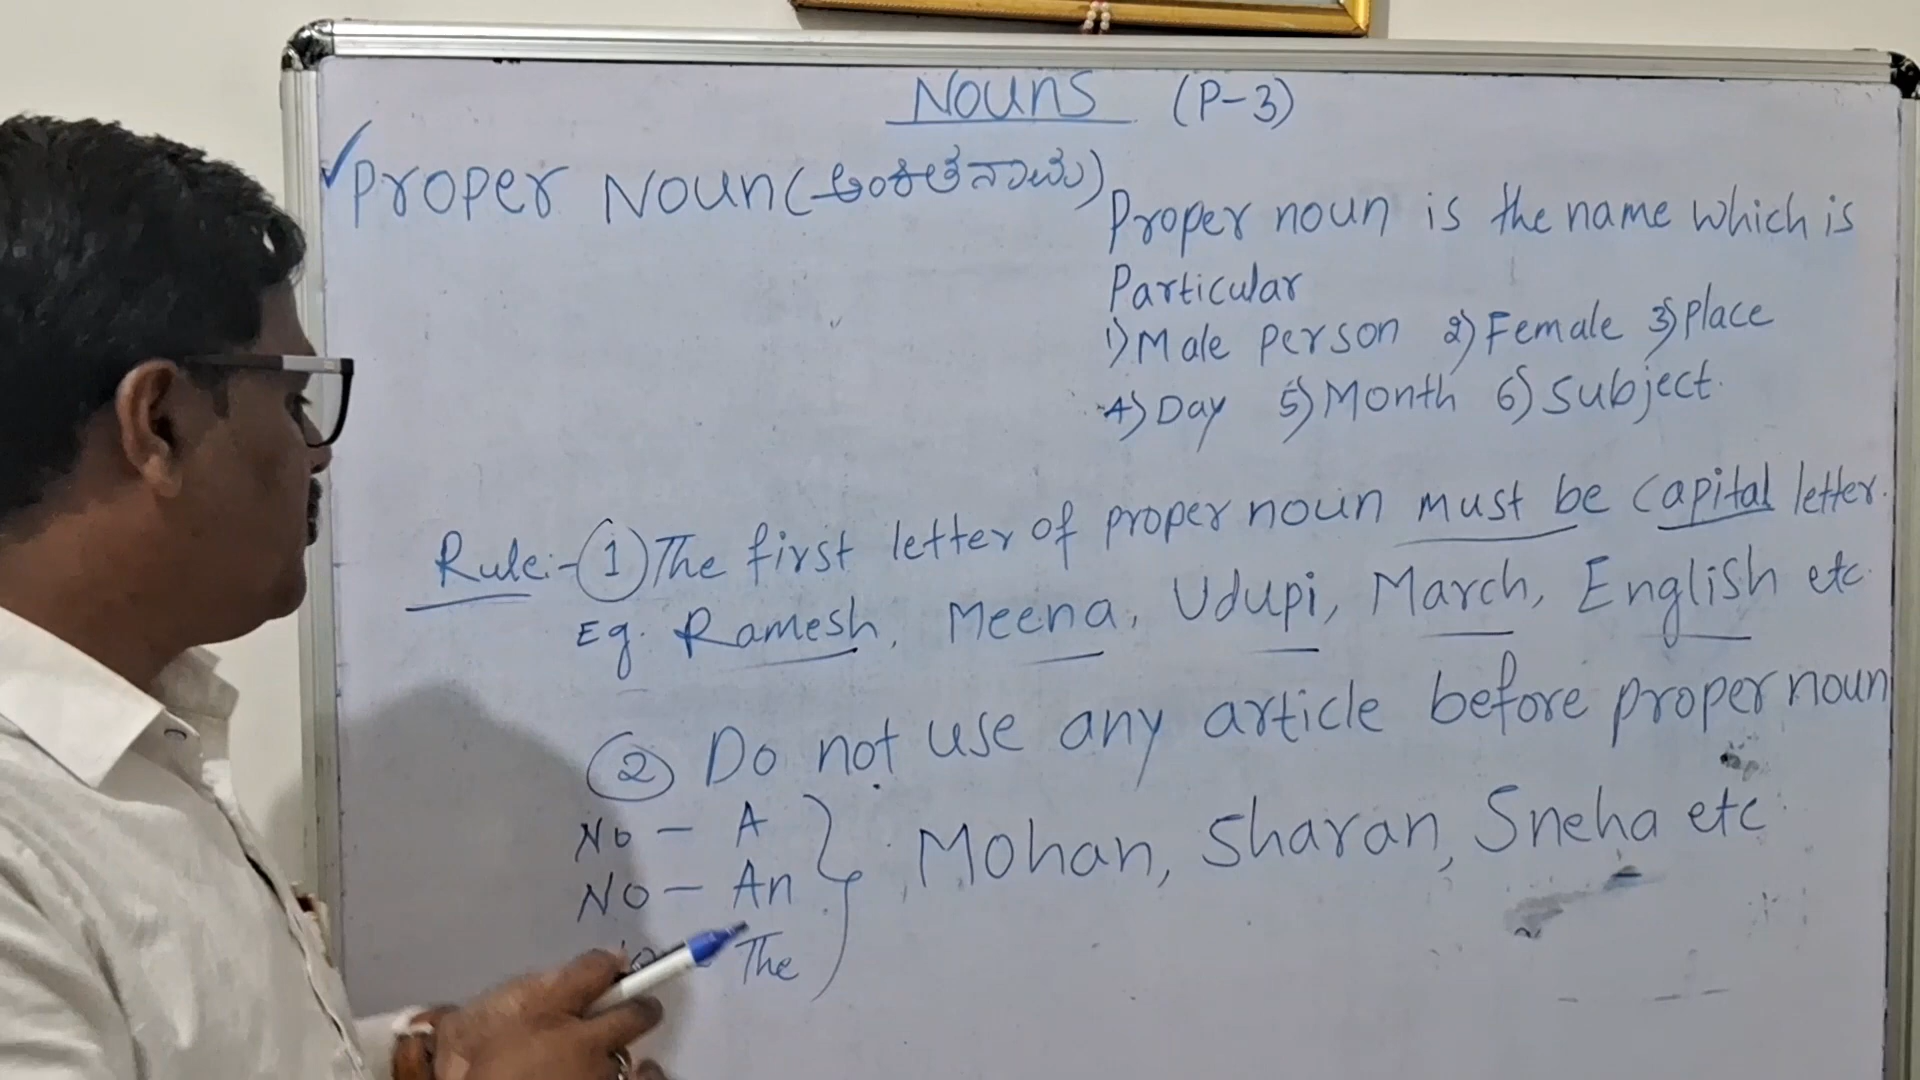 Nouns (P-3)
Proper Noun (ಅಂಕಿತನಾಮ)
Proper noun is the name which is
Particular
1) Male person 2) Female 3) Place
4) Day 5) Month 6) Subject.
Rule:- 1) The first letter of proper noun must be Capital letter.
Eg. Ramesh, Meena, Udupi, March, English etc.
2 Do not use any article before proper noun
No - A
No - An
The
Mohan, Sharan, Sneha etc.